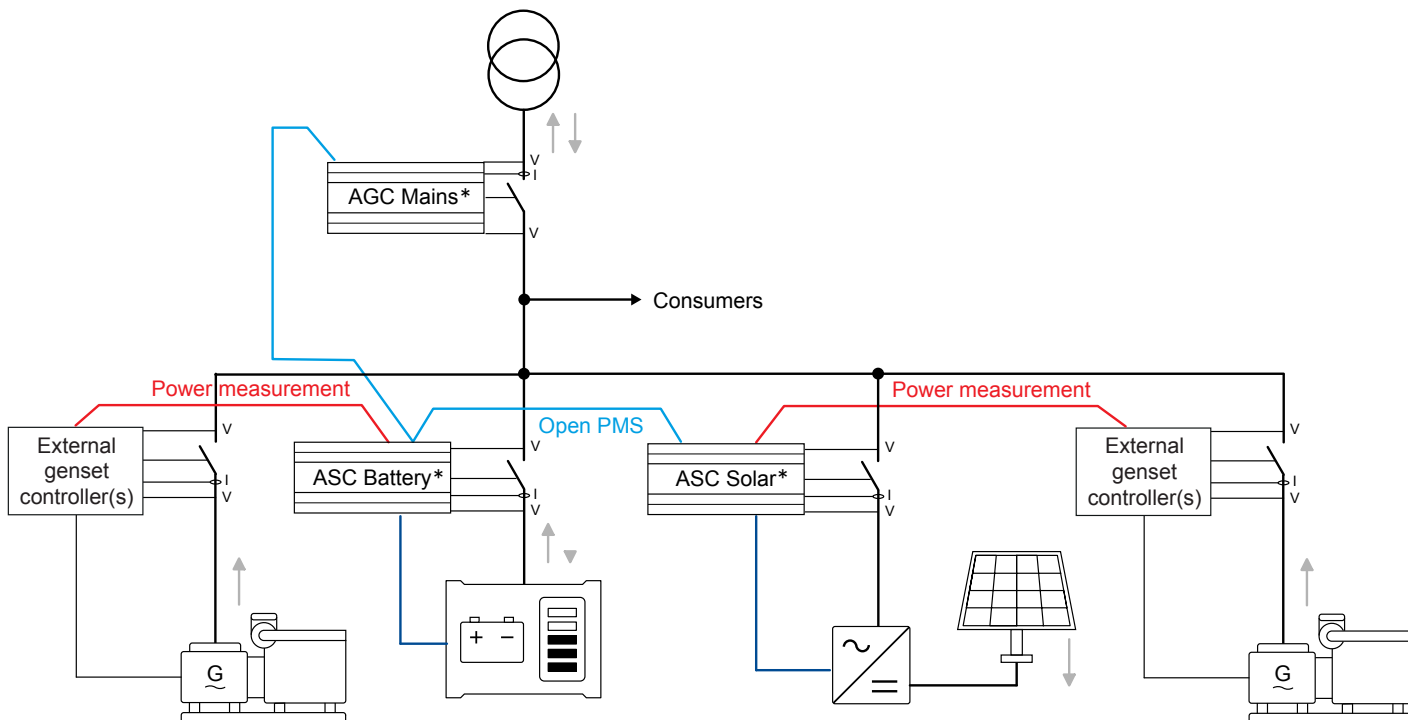 V
I
AGC Mains*
V
Consumers
Power measurement
Power measurement
Open PMS
External
genset
controller(s)
V
I
V
ASC Battery*
V
I
V
ASC Solar*
V
I
V
External
genset
controller(s)
V
I
V
+ −
G
G